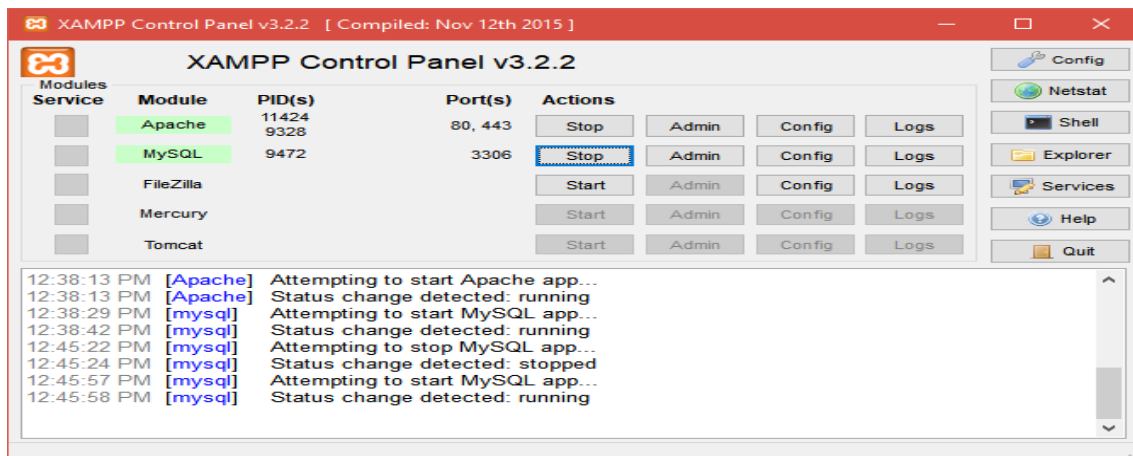 XAMPP Control Panel v3.2.2 [ Compiled: Nov 12th 2015 ]
XAMPP Control Panel v3.2.2
Config
Modules
Service Module PID(s) Port(s) Actions
Netstat
Apache 11424 9328 80, 443 Stop Admin Config Logs
Shell
MySQL 9472 3306 Stop Admin Config Logs
Explorer
FileZilla Start Admin Config Logs
Services
Mercury Start Admin Config Logs
Help
Tomcat Start Admin Config Logs
Quit
12:38:13 PM [Apache] Attempting to start Apache app...
12:38:13 PM [Apache] Status change detected: running
12:38:29 PM [mysql] Attempting to start MySQL app...
12:38:42 PM [mysql] Status change detected: running
12:45:22 PM [mysql] Attempting to stop MySQL app...
12:45:24 PM [mysql] Status change detected: stopped
12:45:57 PM [mysql] Attempting to start MySQL app...
12:45:58 PM [mysql] Status change detected: running